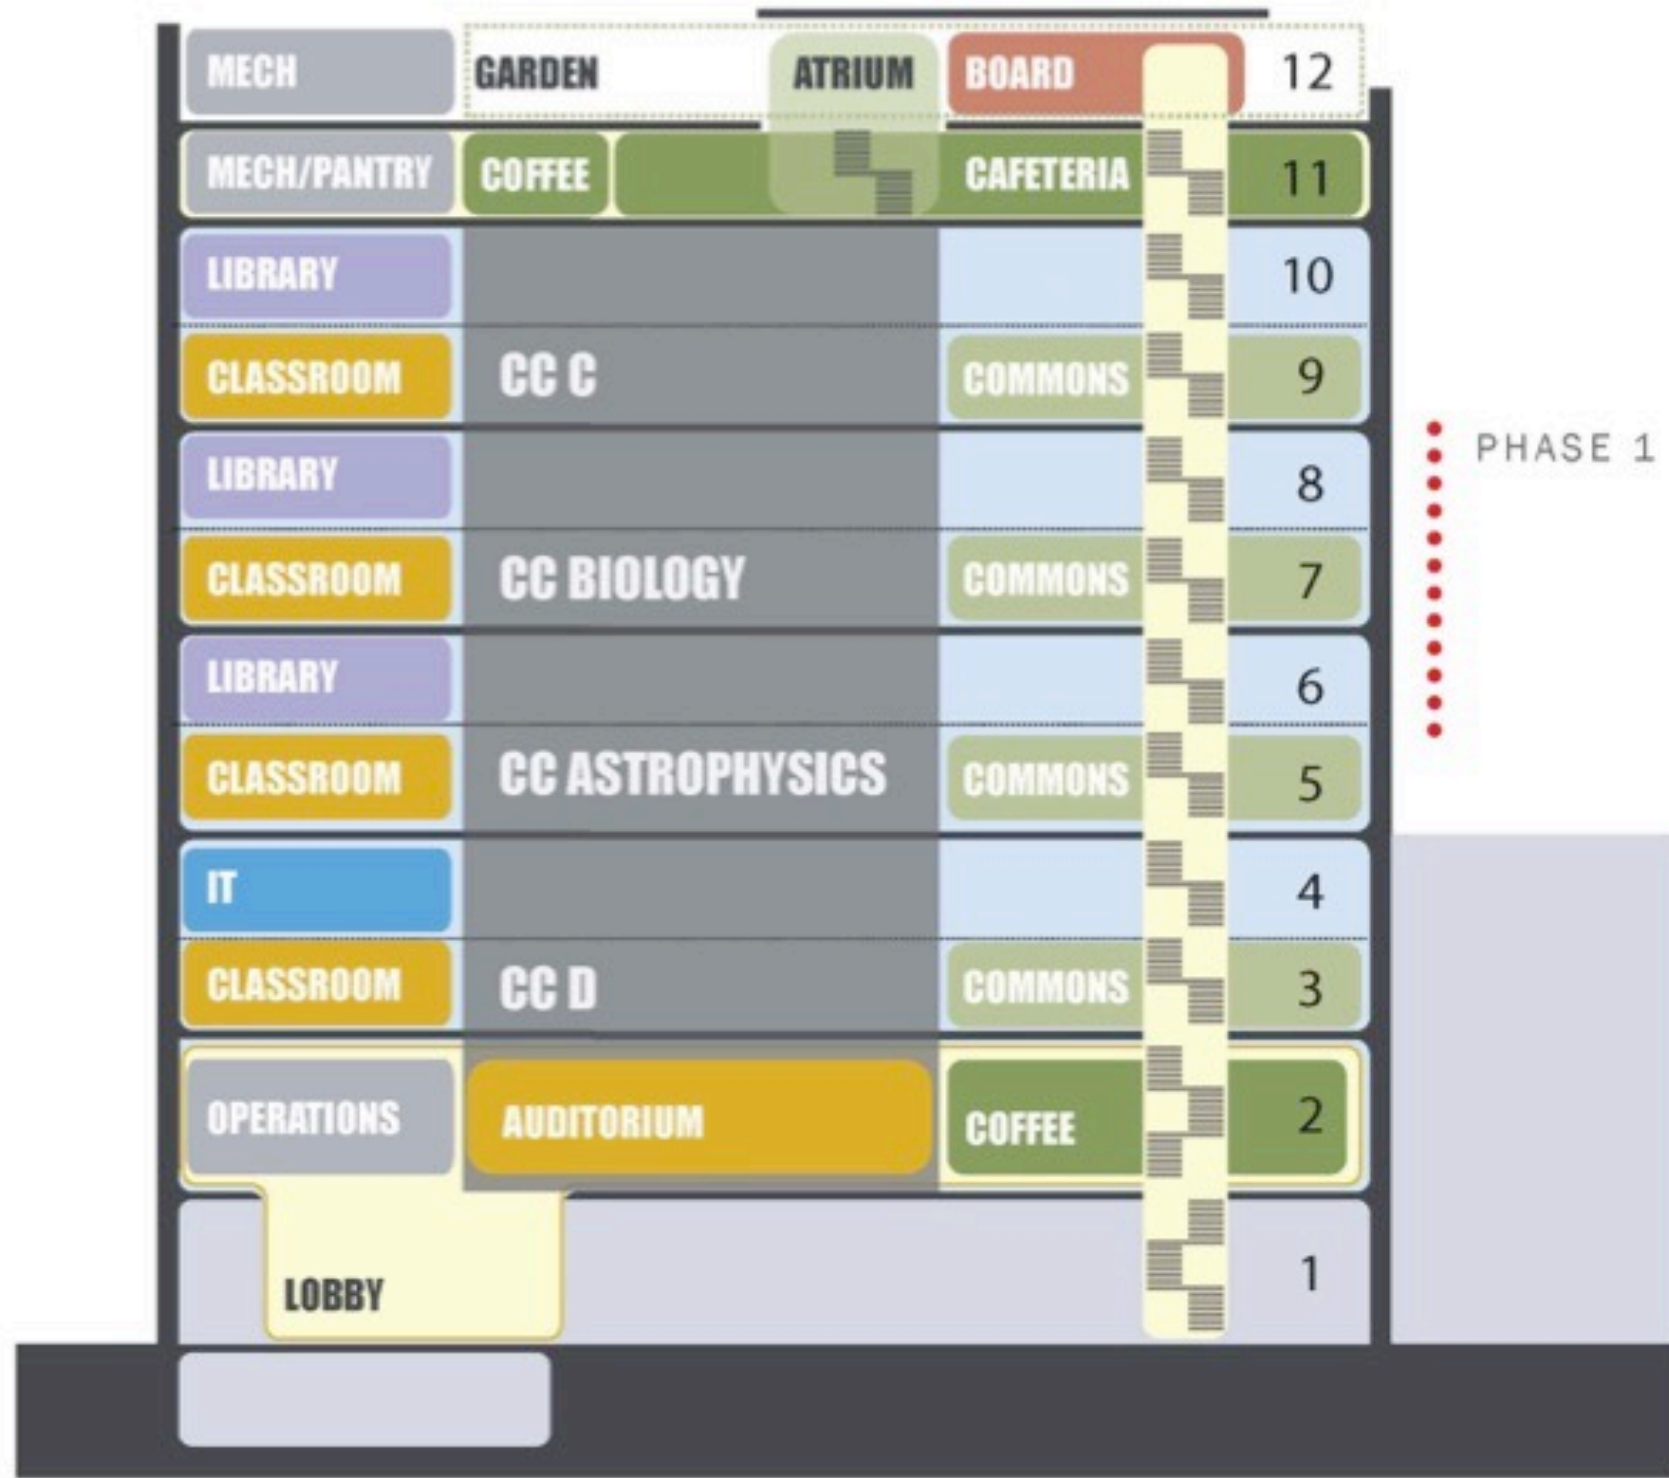 MECH GARDEN ATRIUM BOARD 12
MECH/PANTRY COFFEE CAFETERIA 11
LIBRARY 10
CLASSROOM CC C COMMONS 9
PHASE 1
LIBRARY 8
CLASSROOM CC BIOLOGY COMMONS 7
LIBRARY 6
CLASSROOM CC ASTROPHYSICS COMMONS 5
IT 4
CLASSROOM CC D COMMONS 3
OPERATIONS AUDITORIUM COFFEE 2
LOBBY 1